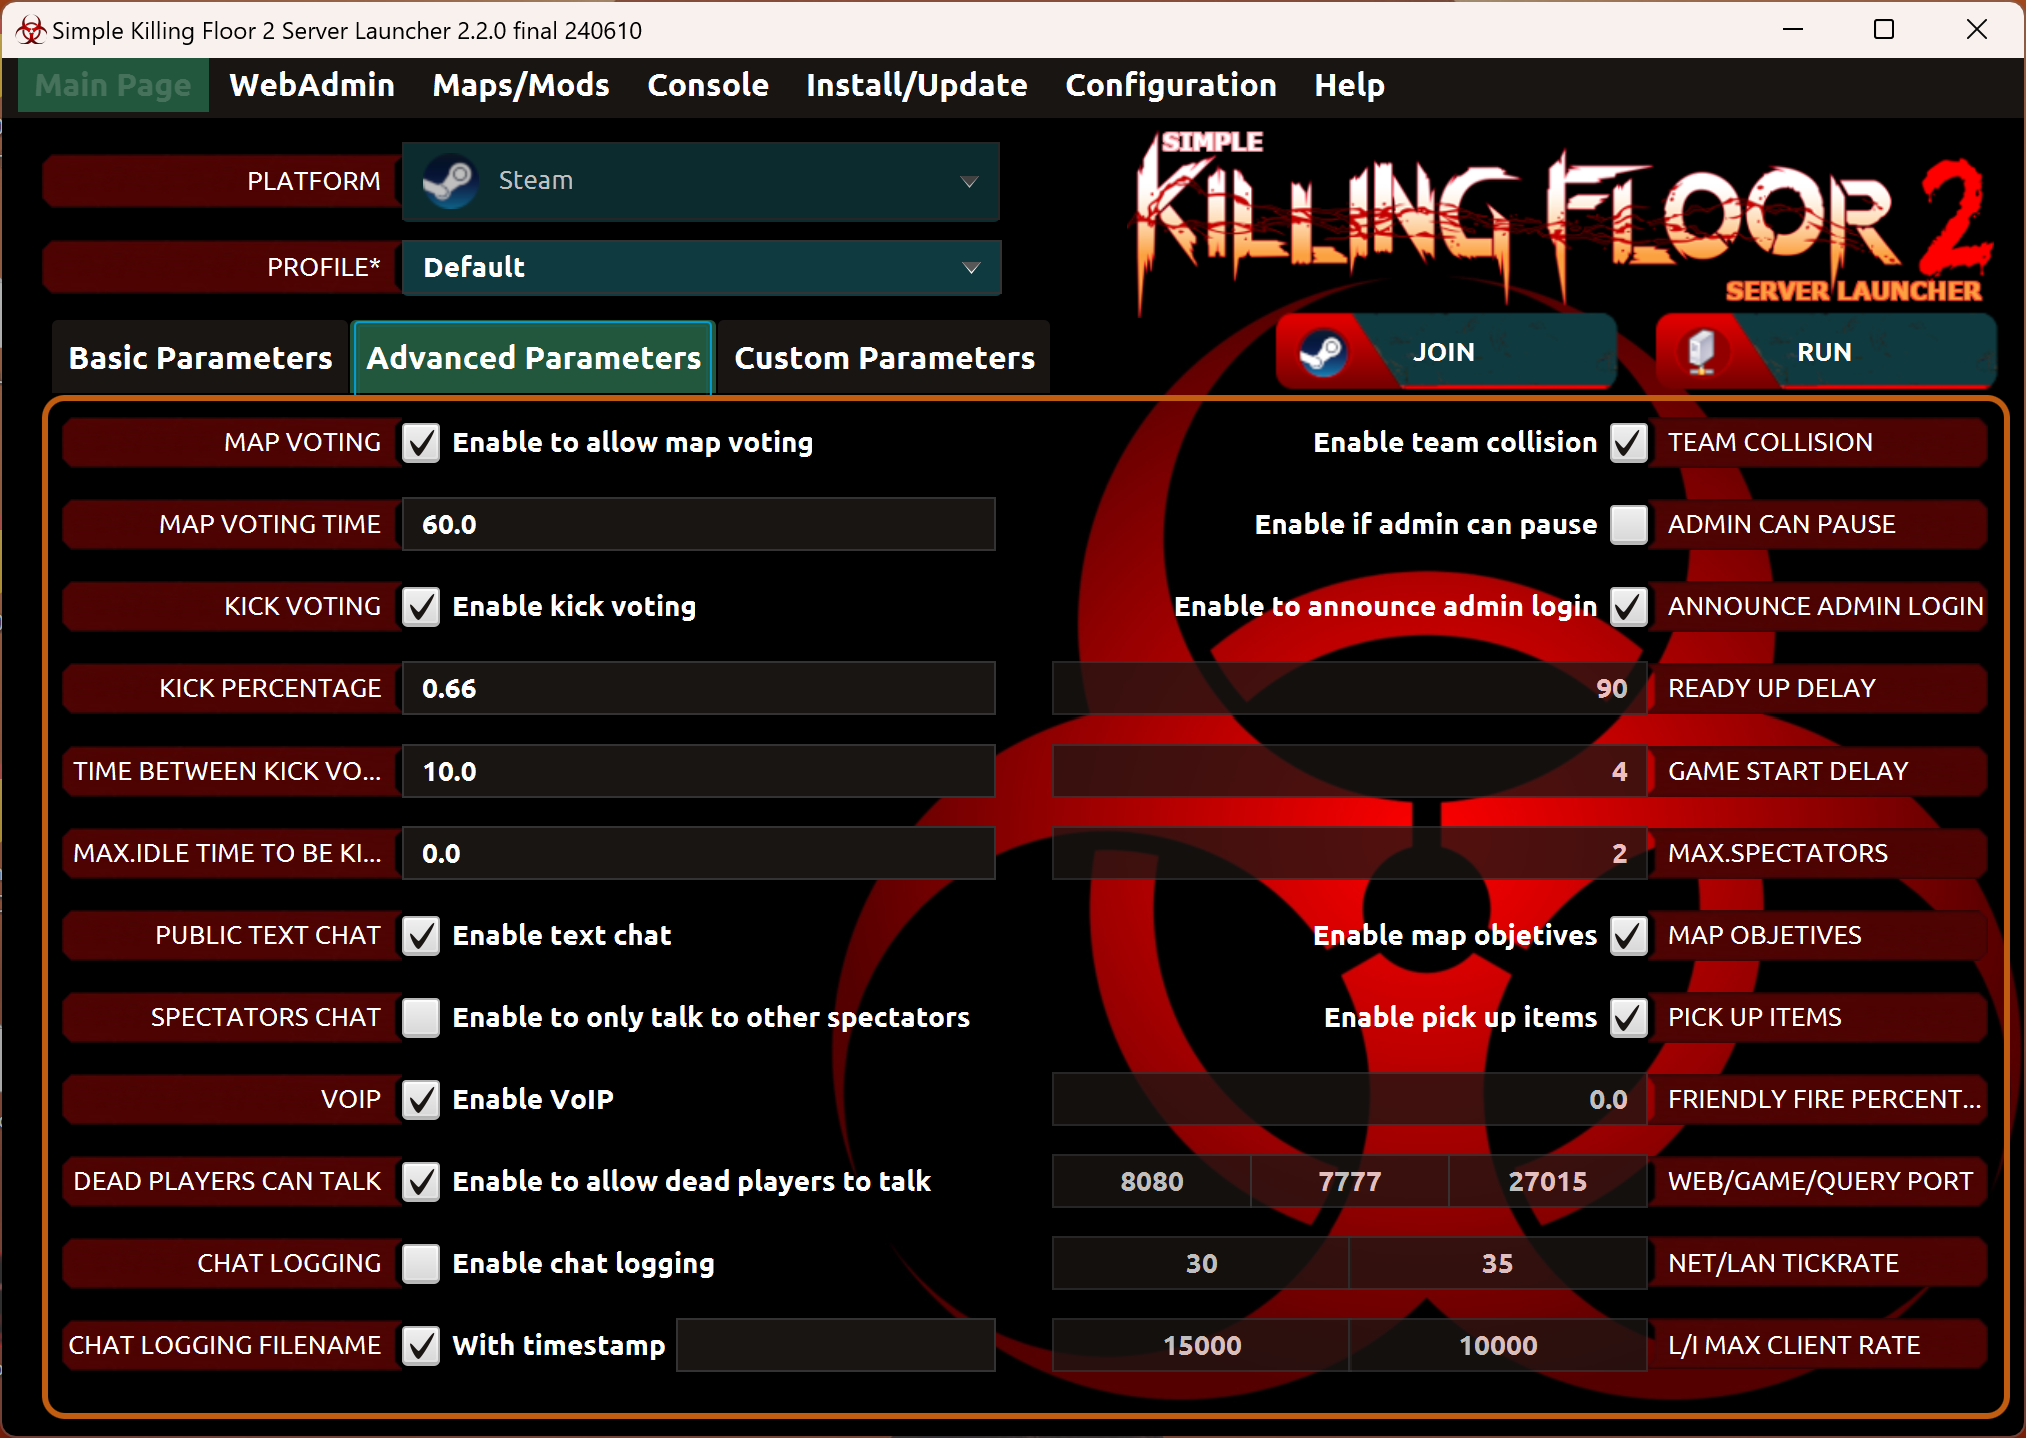 Simple Killing Floor 2 Server Launcher 2.2.0 final 240610
Main Page WebAdmin Maps/Mods Console Install/Update Configuration Help
PLATFORM Steam
PROFILE* Default
SIMPLE
KILLING FLOOR 2
SERVER LAUNCHER
JOIN RUN
Basic Parameters Advanced Parameters Custom Parameters
MAP VOTING Enable to allow map voting
Enable team collision TEAM COLLISION
MAP VOTING TIME 60.0
Enable if admin can pause ADMIN CAN PAUSE
KICK VOTING Enable kick voting
Enable to announce admin login ANNOUNCE ADMIN LOGIN
KICK PERCENTAGE 0.66
90 READY UP DELAY
TIME BETWEEN KICK VO... 10.0
4 GAME START DELAY
MAX.IDLE TIME TO BE KI... 0.0
2 MAX.SPECTATORS
PUBLIC TEXT CHAT Enable text chat
Enable map objetives MAP OBJETIVES
SPECTATORS CHAT Enable to only talk to other spectators
Enable pick up items PICK UP ITEMS
VOIP Enable VoIP
0.0 FRIENDLY FIRE PERCENT...
DEAD PLAYERS CAN TALK Enable to allow dead players to talk
8080 7777 27015 WEB/GAME/QUERY PORT
CHAT LOGGING Enable chat logging
30 35 NET/LAN TICKRATE
CHAT LOGGING FILENAME With timestamp
15000 10000 L/I MAX CLIENT RATE